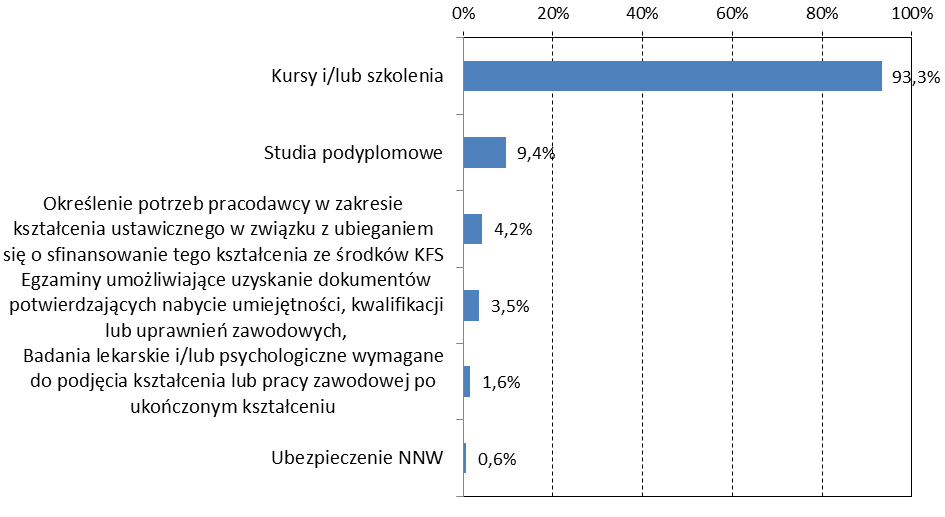 0% 20% 40% 60% 80% 100%
Kursy i/lub szkolenia 93,3%
Studia podyplomowe 9,4%
Określenie potrzeb pracodawcy w zakresie
kształcenia ustawicznego w związku z ubieganiem 4,2%
się o sfinansowanie tego kształcenia ze środków KFS
Egzaminy umożliwiające uzyskanie dokumentów
potwierdzających nabycie umiejętności, kwalifikacji 3,5%
lub uprawnień zawodowych,
Badania lekarskie i/lub psychologiczne wymagane
do podjęcia kształcenia lub pracy zawodowej po 1,6%
ukończonym kształceniu
Ubezpieczenie NNW 0,6%